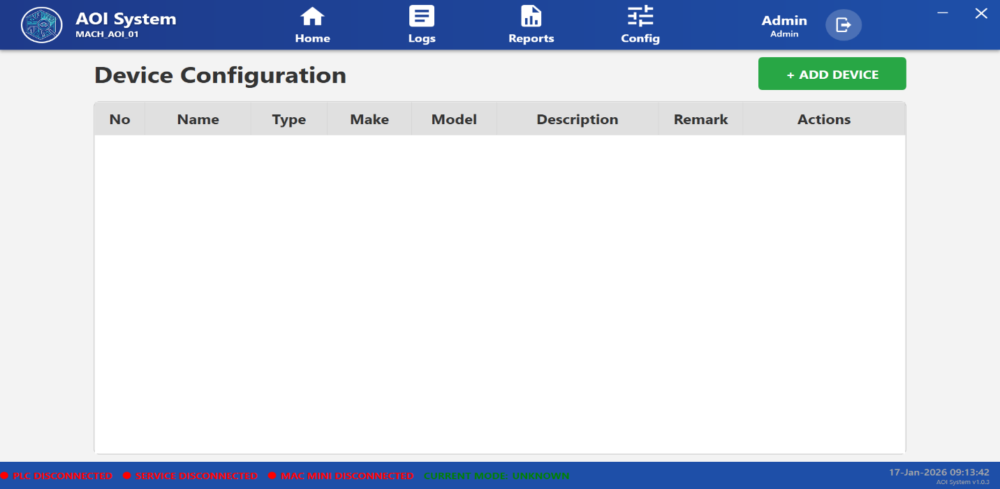 AOI System
MACH_AOI_01
Home
Logs
Reports
Config
Admin
Admin
Device Configuration
+ ADD DEVICE
No Name Type Make Model Description Remark Actions
PLC DISCONNECTED SERVICE DISCONNECTED MAC MINI DISCONNECTED CURRENT MODE UNKNOWN
17-Jan-2026 09:13:42
AOI System v1.0.3